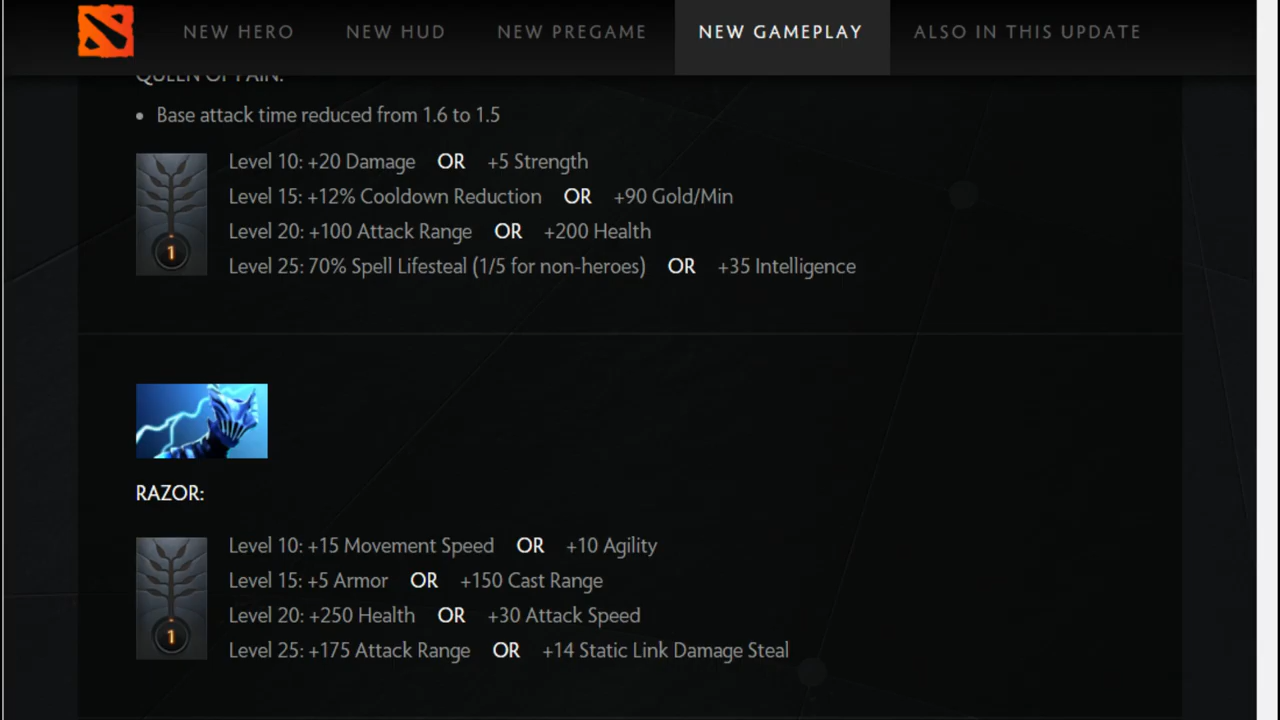 NEW HERO NEW HUD NEW PREGAME NEW GAMEPLAY ALSO IN THIS UPDATE
QUEEN OF PAIN:
• Base attack time reduced from 1.6 to 1.5
Level 10: +20 Damage OR +5 Strength
Level 15: +12% Cooldown Reduction OR +90 Gold/Min
Level 20: +100 Attack Range OR +200 Health
1
Level 25: 70% Spell Lifesteal (1/5 for non-heroes) OR +35 Intelligence
RAZOR:
Level 10: +15 Movement Speed OR +10 Agility
Level 15: +5 Armor OR +150 Cast Range
Level 20: +250 Health OR +30 Attack Speed
1
Level 25: +175 Attack Range OR +14 Static Link Damage Steal